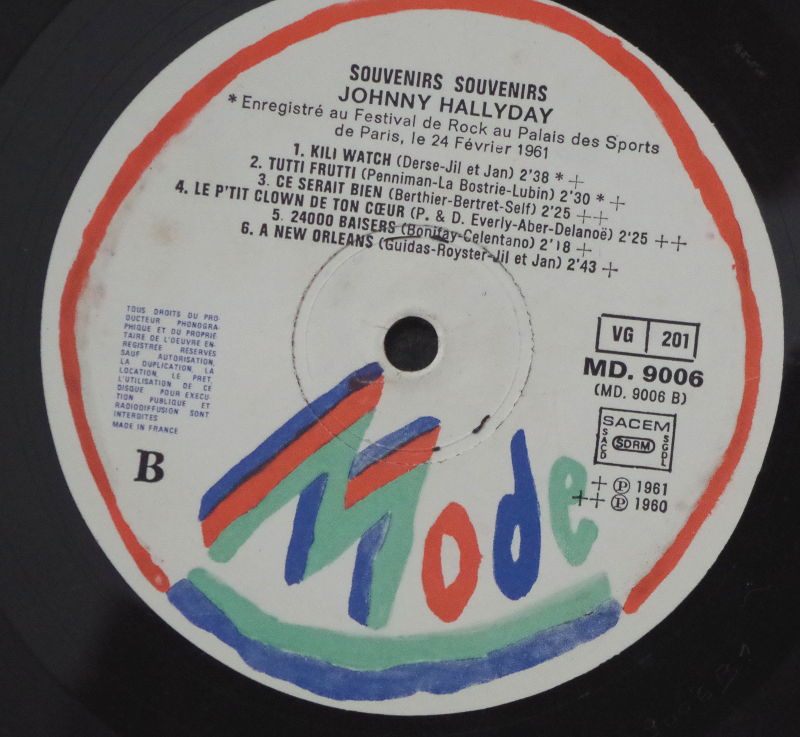 SOUVENIRS SOUVENIRS
JOHNNY HALLYDAY
* Enregistré au Festival de Rock au Palais des Sports
de Paris, le 24 Février 1961
1. KILI WATCH (Derse-Jil et Jan) 2'38 * +
2. TUTTI FRUTTI (Penniman-La Bostrie-Lubin) 2'30 * +
3. CE SERAIT BIEN (Berthier-Bertret-Self) 2'25 ++
4. LE P'TIT CLOWN DE TON CŒUR (P. & D. Everly-Aber-Delanoë) 2'25 ++
5. 24000 BAISERS (Bonifay-Celentano) 2'18 +
6. A NEW ORLEANS (Guidas-Royster-Jil et Jan) 2'43 +
TOUS DROITS DU PRO-
DUCTEUR PHONOGRA-
PHIQUE ET DU PROPRIE-
TAIRE DE L'OEUVRE EN-
REGISTREE RESERVES
SAUF AUTORISATION,
LA DUPLICATION, LA
LOCATION, LE PRET,
L'UTILISATION DE CE
DISQUE POUR EXECU-
TION PUBLIQUE ET
RADIODIFFUSION SONT
INTERDITES
MADE IN FRANCE
B
VG 201
MD. 9006
(MD. 9006 B)
SACEM
SACD SDRM SGDL
+ Ⓟ 1961
++ Ⓟ 1960
Mode